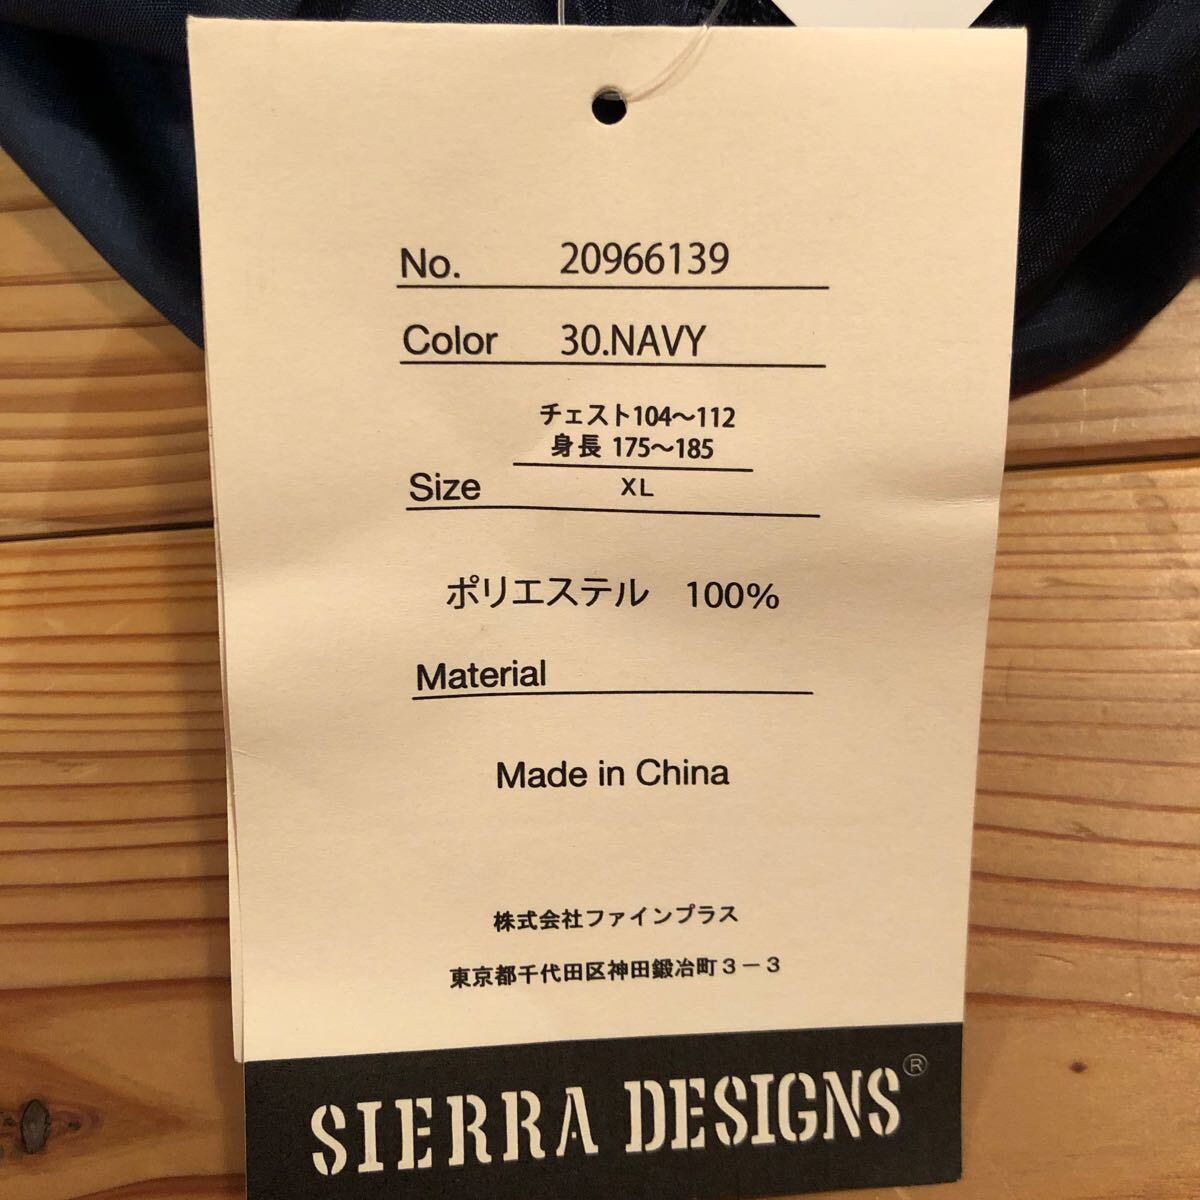 No. 20966139
Color 30.NAVY
チェスト104〜112
身長 175〜185
Size XL
ポリエステル 100%
Material
Made in China
株式会社ファインプラス
東京都千代田区神田鍛冶町3－3
SIERRA DESIGNS®